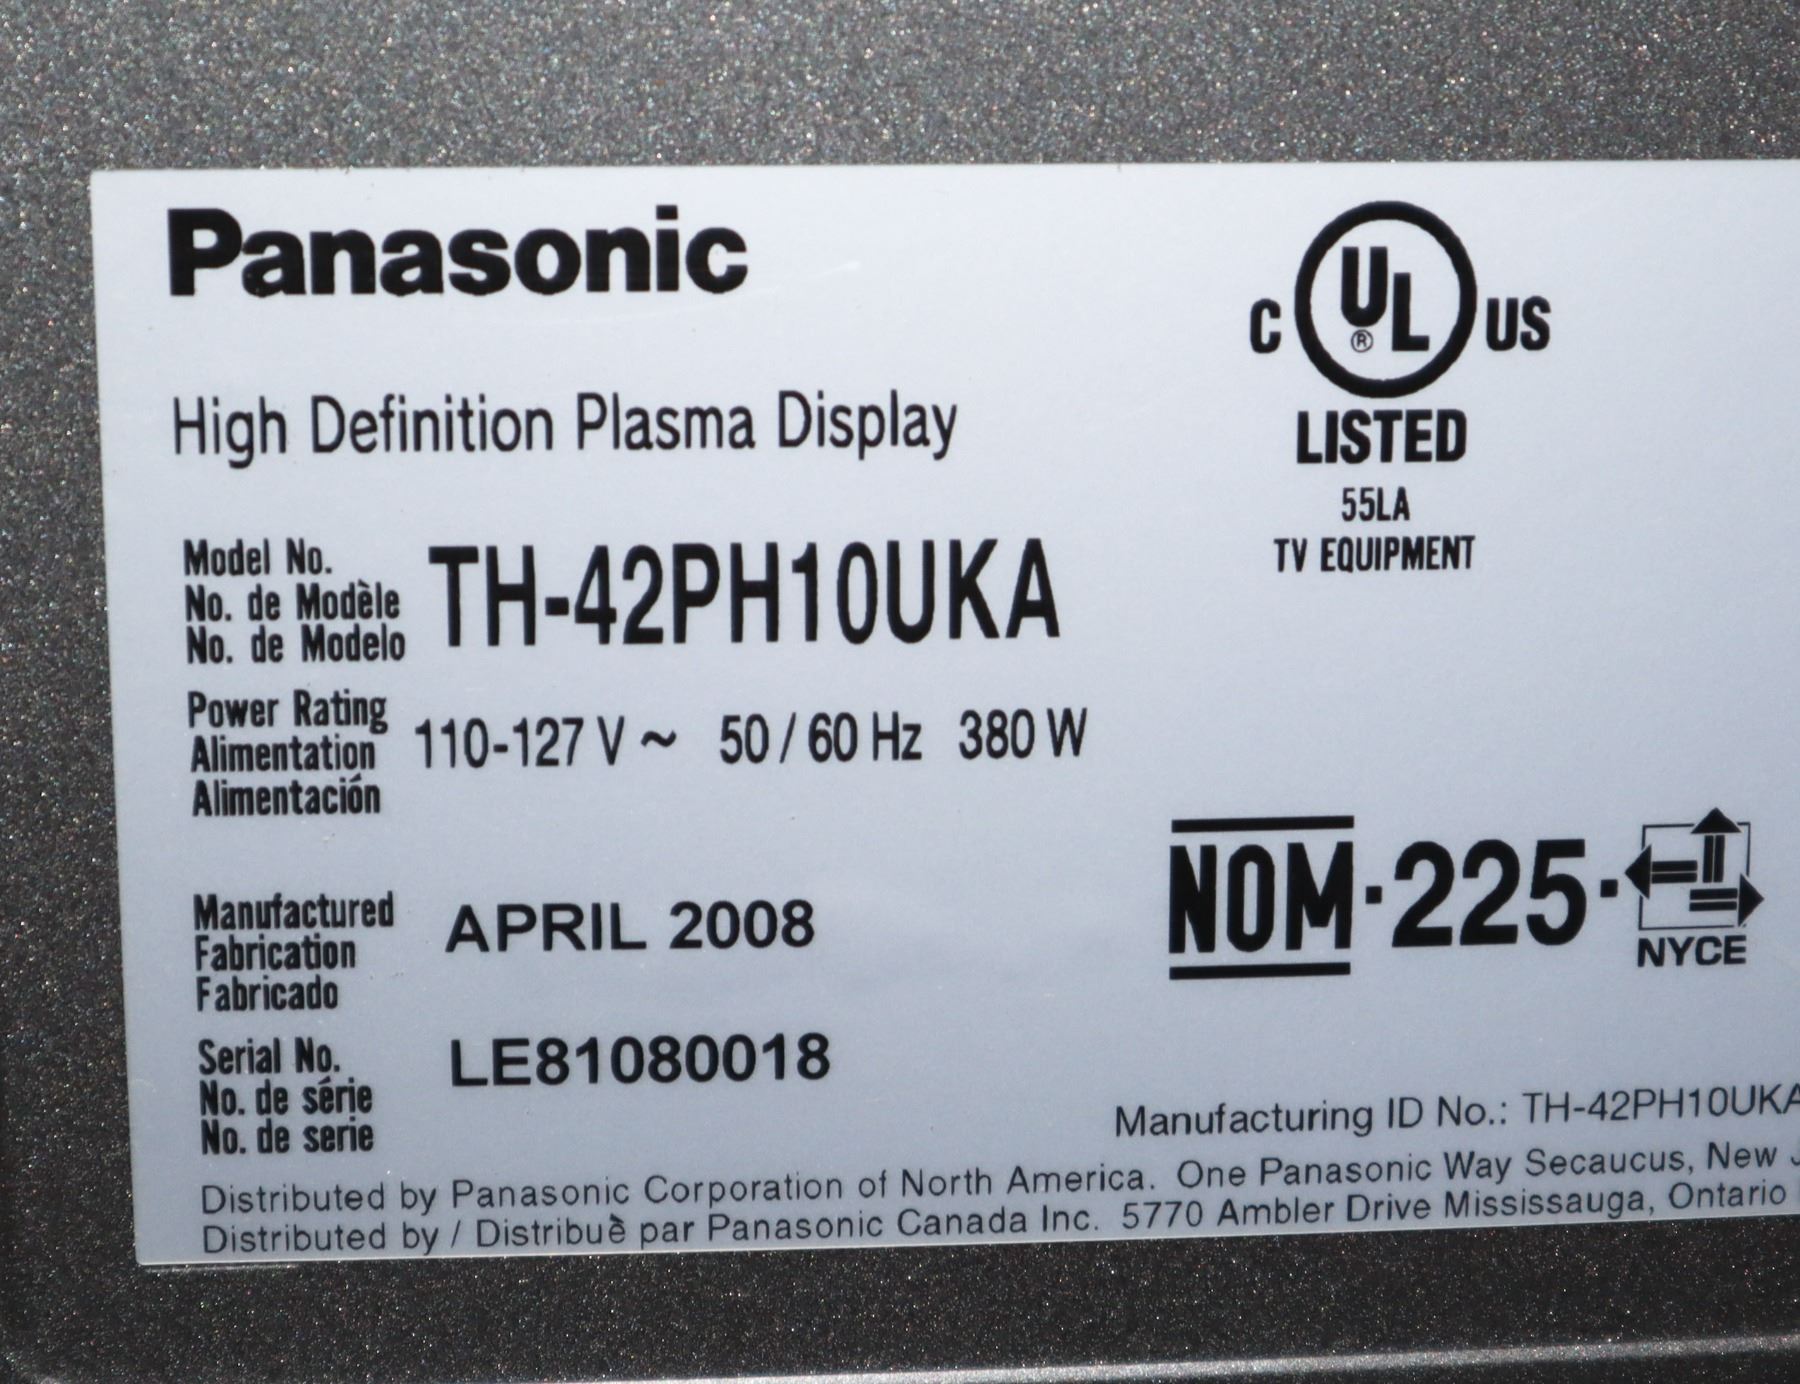 Panasonic
C UL ® US
LISTED
55LA
TV EQUIPMENT
High Definition Plasma Display
Model No.
No. de Modèle
No. de Modelo
TH-42PH10UKA
Power Rating
Alimentation
Alimentación
110-127 V ~ 50 / 60 Hz 380 W
NOM-225-
NYCE
Manufactured
Fabrication
Fabricado
APRIL 2008
Serial No.
No. de série
No. de serie
LE81080018
Manufacturing ID No.: TH-42PH10UKA
Distributed by Panasonic Corporation of North America. One Panasonic Way Secaucus, New
Distributed by / Distribuè par Panasonic Canada Inc. 5770 Ambler Drive Mississauga, Ontario